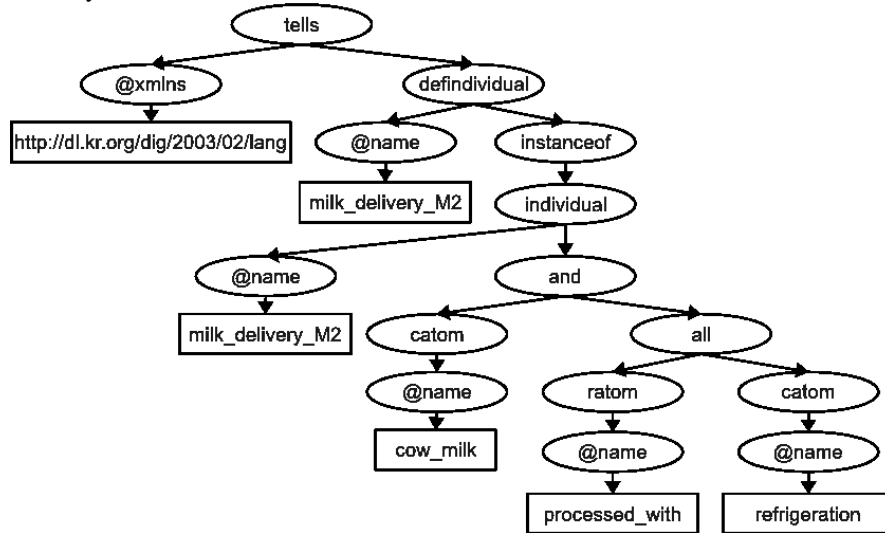 tells
@xmlns
defindividual
http://dl.kr.org/dig/2003/02/lang
@name
instanceof
milk_delivery_M2
individual
@name
and
milk_delivery_M2
catom
all
@name
ratom
catom
cow_milk
@name
@name
processed_with
refrigeration